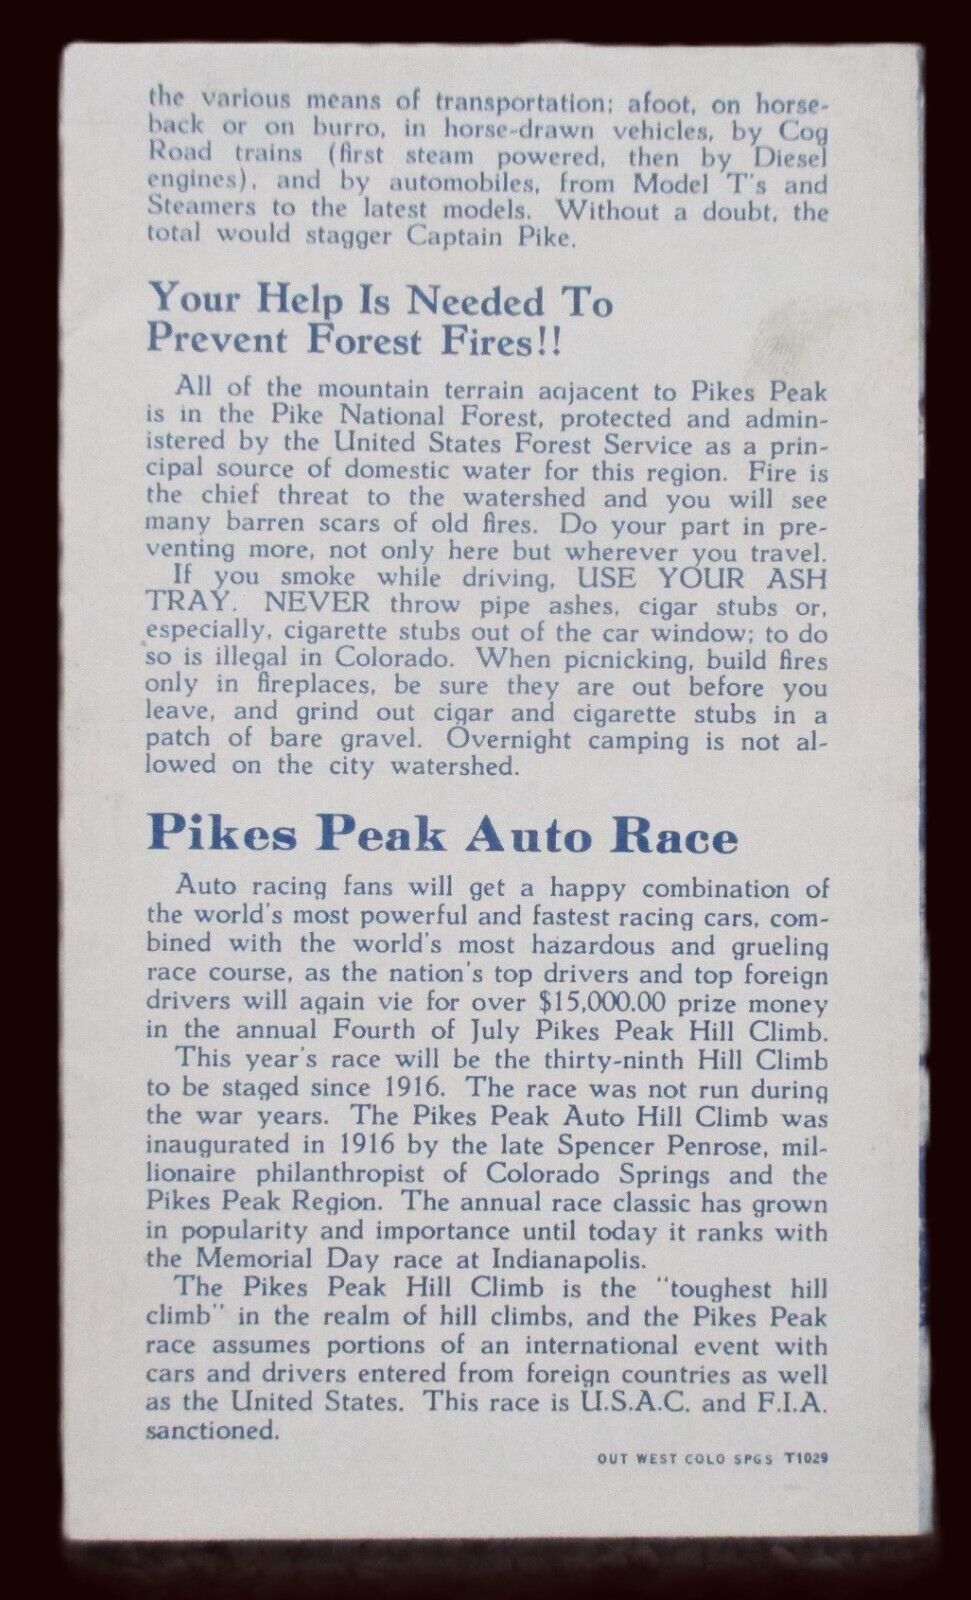 the various means of transportation; afoot, on horse-
back or on burro, in horse-drawn vehicles, by Cog
Road trains (first steam powered, then by Diesel
engines), and by automobiles, from Model T's and
Steamers to the latest models. Without a doubt, the
total would stagger Captain Pike.
Your Help Is Needed To
Prevent Forest Fires!!
All of the mountain terrain adjacent to Pikes Peak
is in the Pike National Forest, protected and admin-
istered by the United States Forest Service as a prin-
cipal source of domestic water for this region. Fire is
the chief threat to the watershed and you will see
many barren scars of old fires. Do your part in pre-
venting more, not only here but wherever you travel.
If you smoke while driving, USE YOUR ASH
TRAY. NEVER throw pipe ashes, cigar stubs or,
especially, cigarette stubs out of the car window; to do
so is illegal in Colorado. When picnicking, build fires
only in fireplaces, be sure they are out before you
leave, and grind out cigar and cigarette stubs in a
patch of bare gravel. Overnight camping is not al-
lowed on the city watershed.
Pikes Peak Auto Race
Auto racing fans will get a happy combination of
the world's most powerful and fastest racing cars, com-
bined with the world's most hazardous and grueling
race course, as the nation's top drivers and top foreign
drivers will again vie for over $15,000.00 prize money
in the annual Fourth of July Pikes Peak Hill Climb.
This year's race will be the thirty-ninth Hill Climb
to be staged since 1916. The race was not run during
the war years. The Pikes Peak Auto Hill Climb was
inaugurated in 1916 by the late Spencer Penrose, mil-
lionaire philanthropist of Colorado Springs and the
Pikes Peak Region. The annual race classic has grown
in popularity and importance until today it ranks with
the Memorial Day race at Indianapolis.
The Pikes Peak Hill Climb is the "toughest hill
climb" in the realm of hill climbs, and the Pikes Peak
race assumes portions of an international event with
cars and drivers entered from foreign countries as well
as the United States. This race is U.S.A.C. and F.I.A.
sanctioned.
OUT WEST COLO SPGS T1029